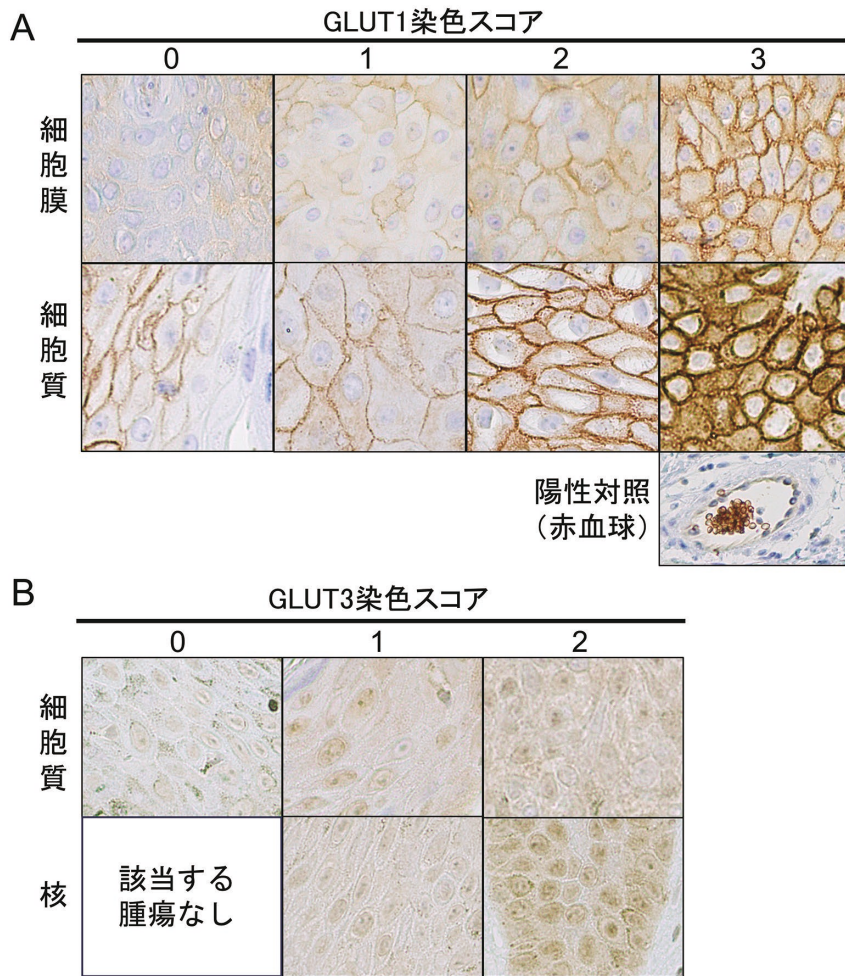 A
GLUT1染色スコア
0 1 2 3
細胞膜
細胞質
陽性対照
（赤血球）
B
GLUT3染色スコア
0 1 2
細胞質
核
該当する
腫瘍なし